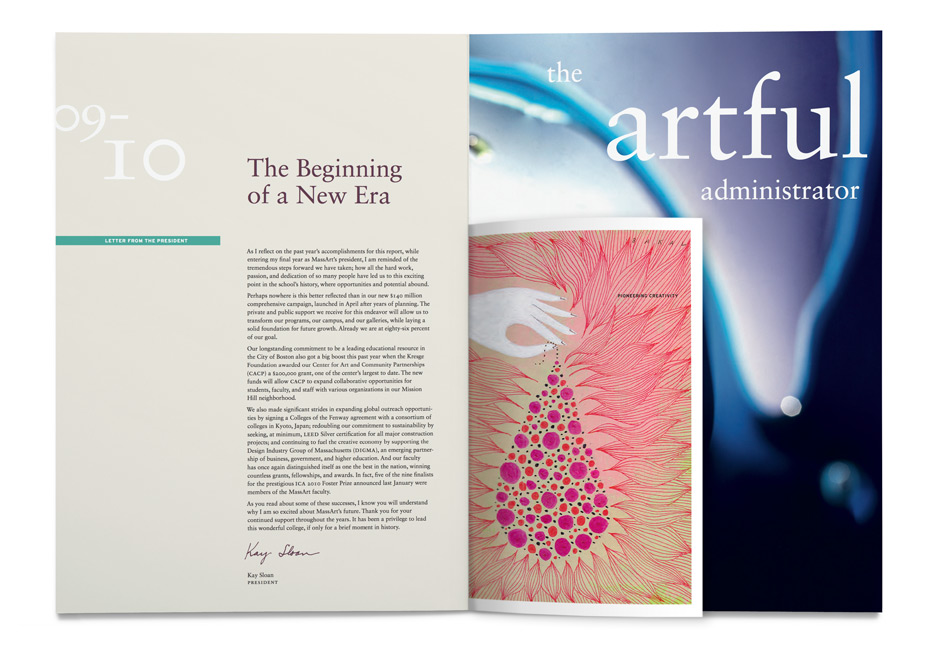 09-
10
LETTER FROM THE PRESIDENT
The Beginning
of a New Era
As I reflect on the past year's accomplishments for this report, while
entering my final year as MassArt's president, I am reminded of the
tremendous steps forward we have taken; how all the hard work,
passion, and dedication of so many people have led us to this exciting
point in the school's history, where opportunities and potential abound.
Perhaps nowhere is this better reflected than in our new $140 million
comprehensive campaign, launched in April after years of planning. The
private and public support we receive for this endeavor will allow us to
transform our programs, our campus, and our galleries, while laying a
solid foundation for future growth. Already we are at eighty-six percent
of our goal.
Our longstanding commitment to be a leading educational resource in
the City of Boston also got a big boost this past year when the Kresge
Foundation awarded our Center for Art and Community Partnerships
(CACP) a $200,000 grant, one of the center's largest to date. The new
funds will allow CACP to expand collaborative opportunities for
students, faculty, and staff with various organizations in our Mission
Hill neighborhood.
We also made significant strides in expanding global outreach opportuni-
ties by signing a Colleges of the Fenway agreement with a consortium of
colleges in Kyoto, Japan; redoubling our commitment to sustainability by
seeking, at minimum, LEED Silver certification for all major construction
projects; and continuing to fuel the creative economy by supporting the
Design Industry Group of Massachusetts (DIGMA), an emerging partner-
ship of business, government, and higher education. And our faculty
has once again distinguished itself as one the best in the nation, winning
countless grants, fellowships, and awards. In fact, five of the nine finalists
for the prestigious ICA 2010 Foster Prize announced last January were
members of the MassArt faculty.
As you read about some of these successes, I know you will understand
why I am so excited about MassArt's future. Thank you for your
continued support throughout the years. It has been a privilege to lead
this wonderful college, if only for a brief moment in history.
Kay Sloan
Kay Sloan
PRESIDENT
the
artful
administrator
PIONEERING CREATIVITY